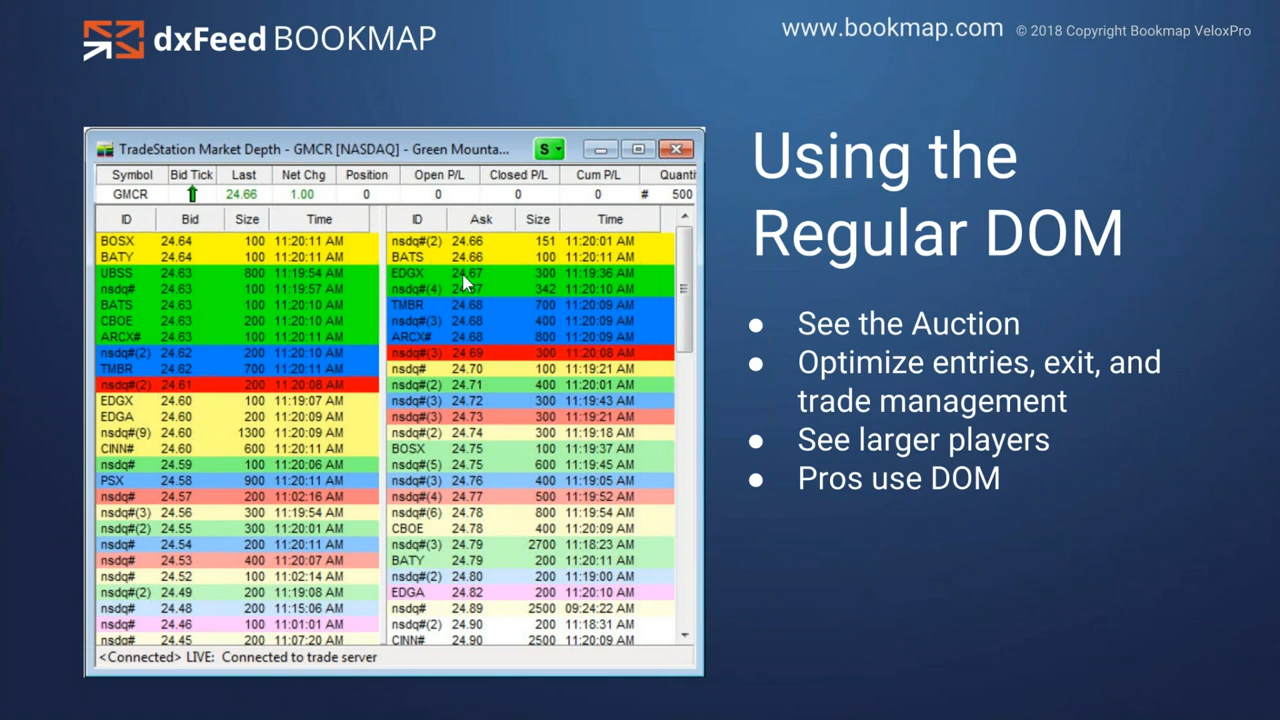 dxFeed BOOKMAP
www.bookmap.com © 2018 Copyright Bookmap VeloxPro
TradeStation Market Depth - GMCR [NASDAQ] - Green Mounta... S
Symbol Bid Tick Last Net Chg Position Open P/L Closed P/L Cum P/L Quanti
GMCR 24.66 1.00 0 0 0 0 # 500
ID Bid Size Time ID Ask Size Time
BOSX 24.64 100 11:20:11 AM nsdq#(2) 24.66 151 11:20:01 AM
BATY 24.64 100 11:20:11 AM BATS 24.66 100 11:20:11 AM
UBSS 24.63 800 11:19:54 AM EDGX 24.67 300 11:19:36 AM
nsdq# 24.63 100 11:19:57 AM nsdq#(4) 24.67 342 11:20:10 AM
BATS 24.63 100 11:20:10 AM TMBR 24.68 700 11:20:09 AM
CBOE 24.63 200 11:20:10 AM nsdq#(3) 24.68 400 11:20:09 AM
ARCX# 24.63 100 11:20:11 AM ARCX# 24.68 800 11:20:09 AM
nsdq#(2) 24.62 200 11:20:10 AM nsdq#(3) 24.69 300 11:20:08 AM
TMBR 24.62 700 11:20:11 AM nsdq# 24.70 100 11:19:21 AM
nsdq#(2) 24.61 200 11:20:08 AM nsdq#(2) 24.71 400 11:20:01 AM
EDGX 24.60 100 11:19:07 AM nsdq#(3) 24.72 300 11:19:43 AM
EDGA 24.60 200 11:20:09 AM nsdq#(3) 24.73 300 11:19:21 AM
nsdq#(9) 24.60 1300 11:20:09 AM nsdq#(2) 24.74 300 11:19:18 AM
CINN# 24.60 600 11:20:11 AM BOSX 24.75 100 11:19:37 AM
nsdq# 24.59 100 11:20:06 AM nsdq#(5) 24.75 600 11:19:45 AM
PSX 24.58 900 11:20:11 AM nsdq#(3) 24.76 400 11:19:05 AM
nsdq# 24.57 200 11:02:16 AM nsdq#(4) 24.77 500 11:19:52 AM
nsdq#(3) 24.56 300 11:19:54 AM nsdq#(6) 24.78 800 11:19:54 AM
nsdq#(2) 24.55 300 11:20:01 AM CBOE 24.78 400 11:20:09 AM
nsdq# 24.54 200 11:20:11 AM nsdq#(3) 24.79 2700 11:18:23 AM
nsdq# 24.53 400 11:20:07 AM BATY 24.79 200 11:20:11 AM
nsdq# 24.52 100 11:02:14 AM nsdq#(2) 24.80 200 11:19:00 AM
nsdq#(2) 24.49 200 11:19:08 AM EDGA 24.82 200 11:20:10 AM
nsdq# 24.48 200 11:15:06 AM nsdq# 24.89 2500 09:24:22 AM
nsdq# 24.46 100 11:01:01 AM nsdq#(2) 24.90 200 11:18:31 AM
nsdq# 24.45 200 11:07:20 AM CINN# 24.90 2500 11:20:09 AM
<Connected> LIVE: Connected to trade server
Using the
Regular DOM
● See the Auction
● Optimize entries, exit, and
trade management
● See larger players
● Pros use DOM